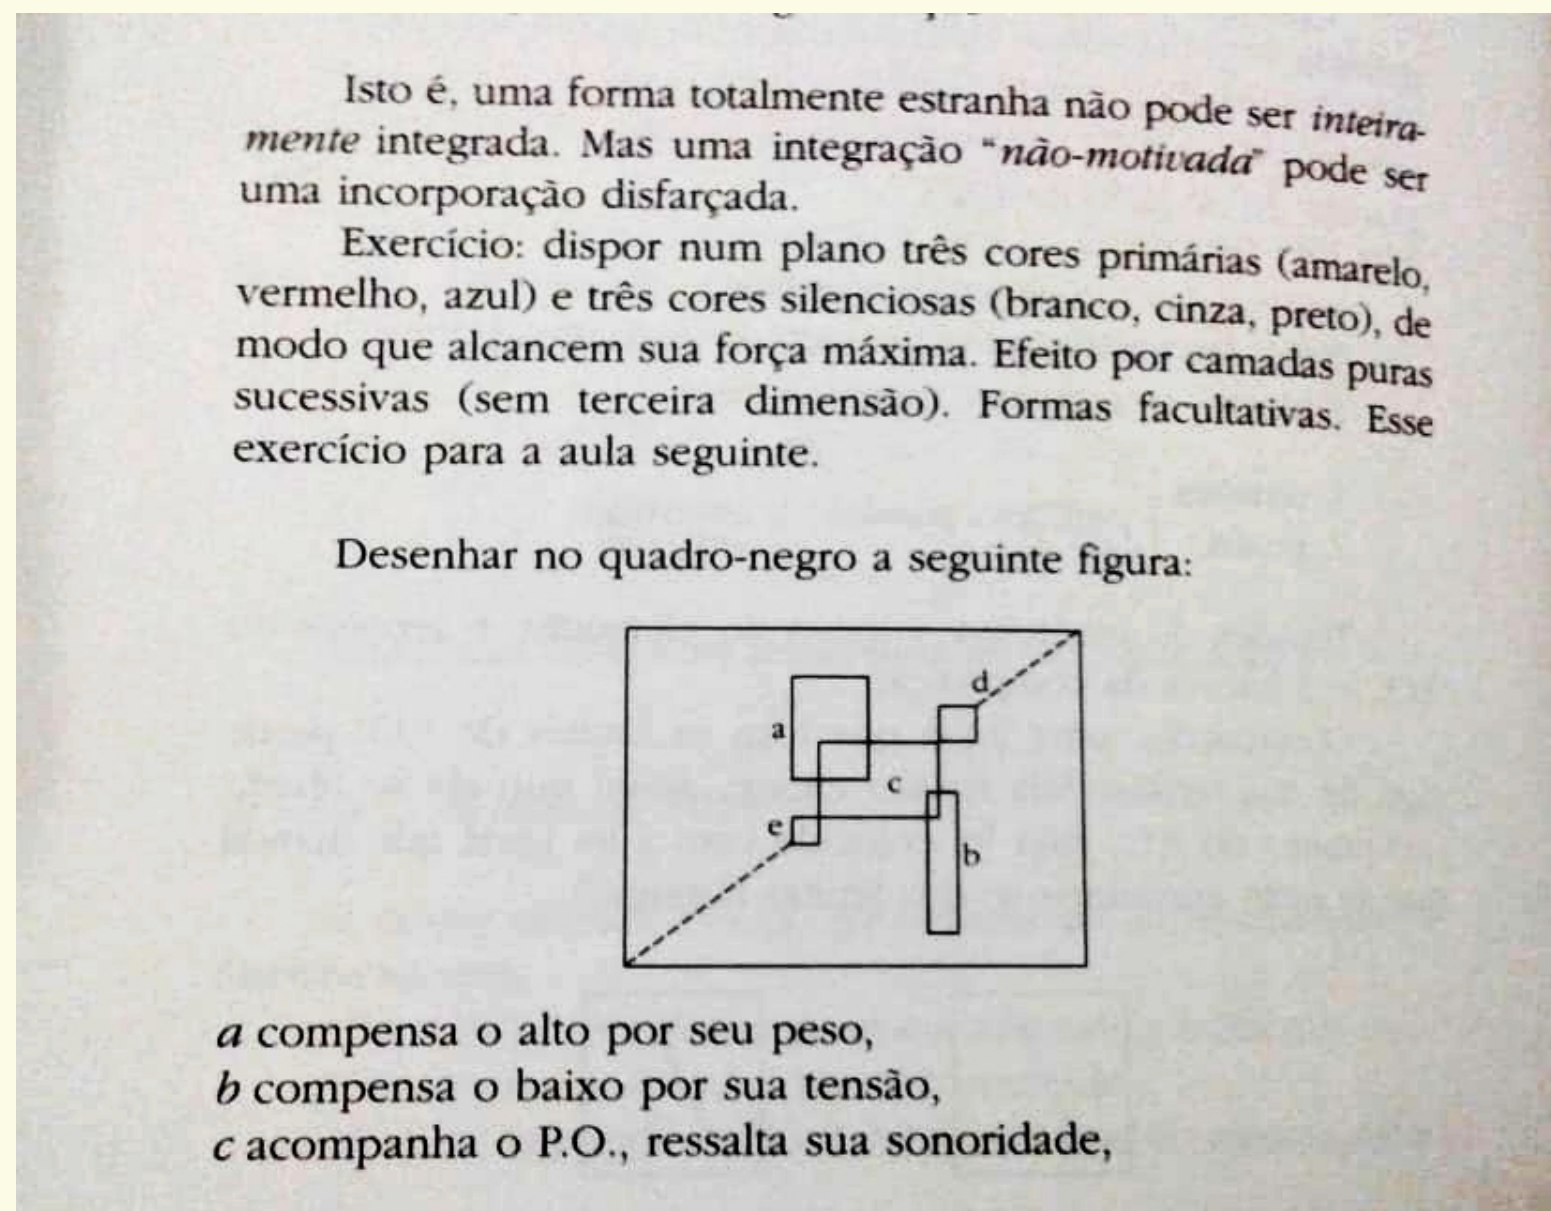 Isto é, uma forma totalmente estranha não pode ser inteira-
mente integrada. Mas uma integração "não-motivada" pode ser
uma incorporação disfarçada.
Exercício: dispor num plano três cores primárias (amarelo,
vermelho, azul) e três cores silenciosas (branco, cinza, preto), de
modo que alcancem sua força máxima. Efeito por camadas puras
sucessivas (sem terceira dimensão). Formas facultativas. Esse
exercício para a aula seguinte.
Desenhar no quadro-negro a seguinte figura:
d
a
c
e
b
a compensa o alto por seu peso,
b compensa o baixo por sua tensão,
c acompanha o P.O., ressalta sua sonoridade,